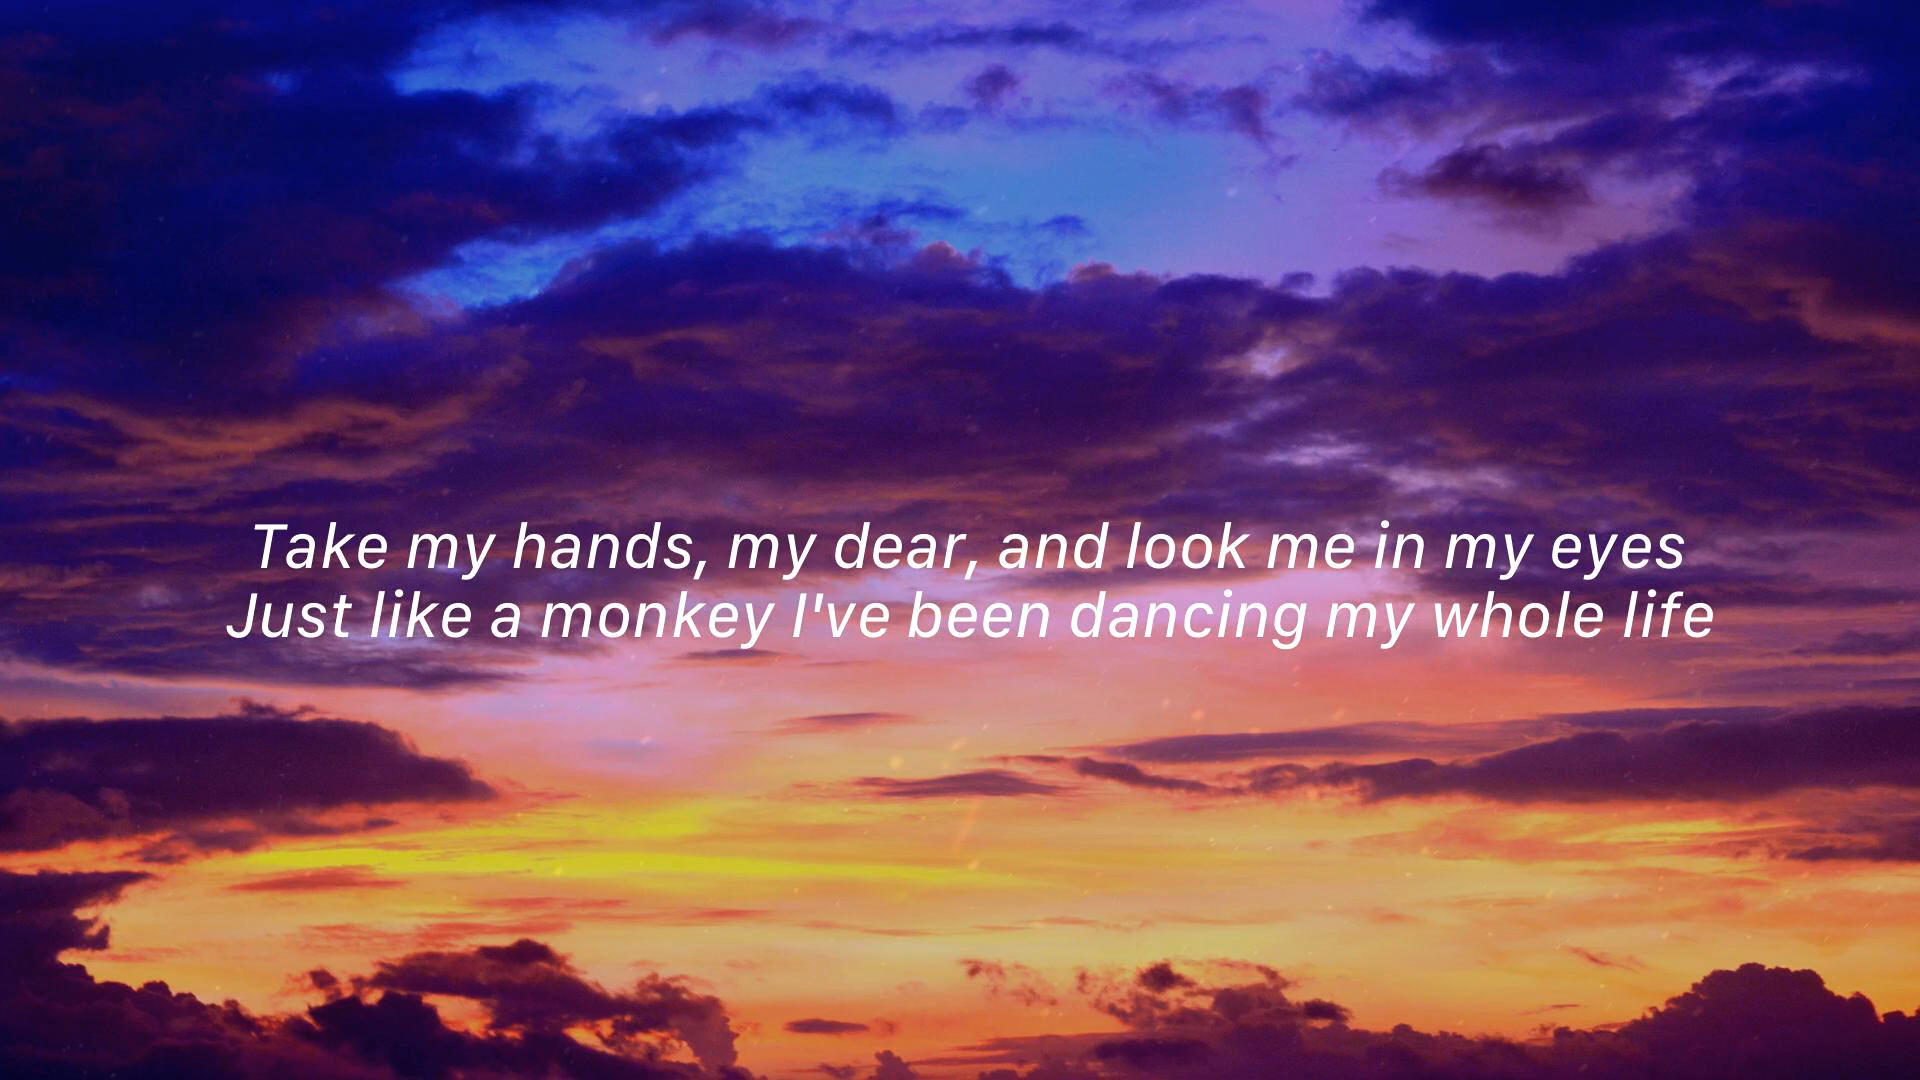 Take my hands, my dear, and look me in my eyes
Just like a monkey I've been dancing my whole life